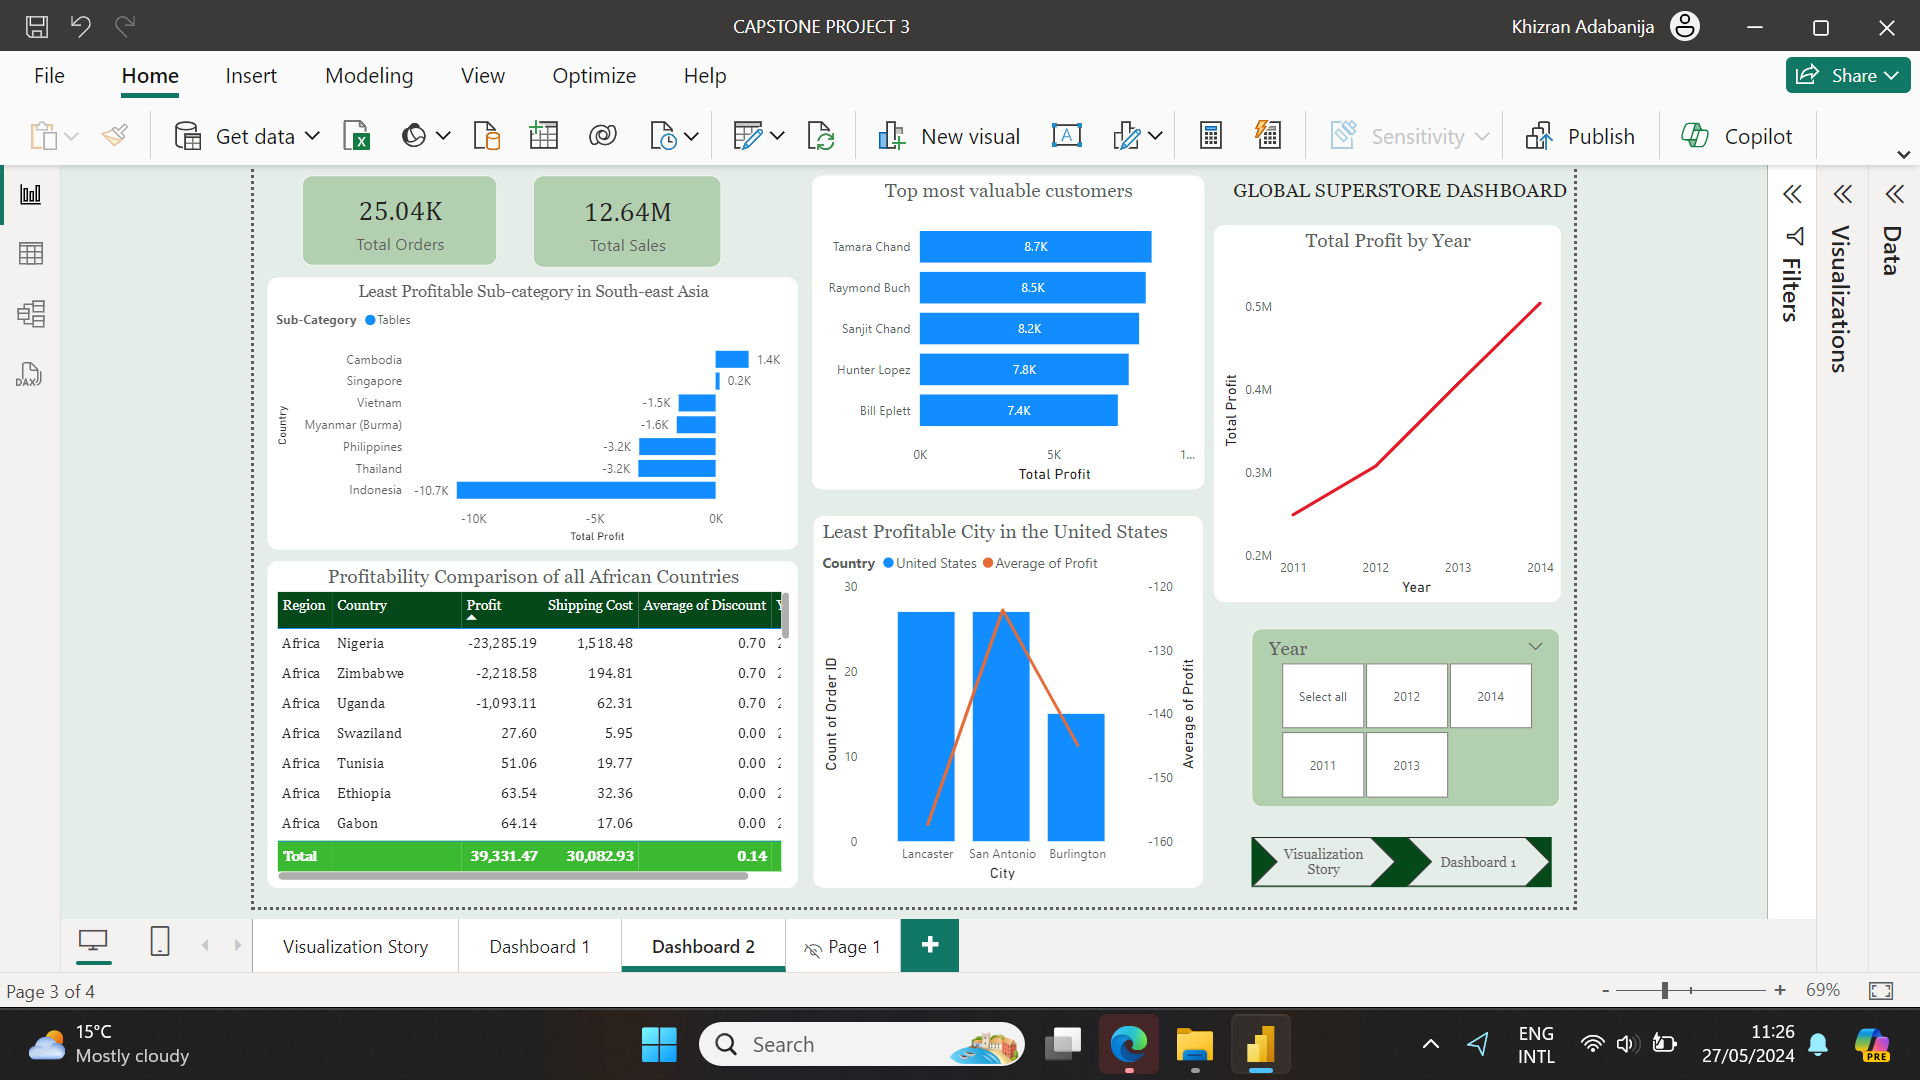 CAPSTONE PROJECT 3
Khizran Adabanija
File Home Insert Modeling View Optimize Help
Share
Get data
New visual
Sensitivity
Publish
Copilot
25.04K
Total Orders
12.64M
Total Sales
Least Profitable Sub-category in South-east Asia
Sub-Category Tables
Country
Cambodia 1.4K
Singapore 0.2K
Vietnam -1.5K
Myanmar (Burma) -1.6K
Philippines -3.2K
Thailand -3.2K
Indonesia -10.7K
-10K -5K 0K
Total Profit
Profitability Comparison of all African Countries
Region Country Profit Shipping Cost Average of Discount Y
Africa Nigeria -23,285.19 1,518.48 0.70
Africa Zimbabwe -2,218.58 194.81 0.70
Africa Uganda -1,093.11 62.31 0.70
Africa Swaziland 27.60 5.95 0.00
Africa Tunisia 51.06 19.77 0.00
Africa Ethiopia 63.54 32.36 0.00
Africa Gabon 64.14 17.06 0.00
Total 39,331.47 30,082.93 0.14
Top most valuable customers
Tamara Chand 8.7K
Raymond Buch 8.5K
Sanjit Chand 8.2K
Hunter Lopez 7.8K
Bill Eplett 7.4K
0K 5K 1...
Total Profit
Least Profitable City in the United States
Country United States Average of Profit
Count of Order ID
30
20
10
0
-120
-130
-140
-150
-160
Average of Profit
Lancaster San Antonio Burlington
City
GLOBAL SUPERSTORE DASHBOARD
Total Profit by Year
Total Profit
0.5M
0.4M
0.3M
0.2M
2011 2012 2013 2014
Year
Year
Select all 2012 2014
2011 2013
Visualization
Story
Dashboard 1
Filters
Visualizations
Data
DAX
Visualization Story Dashboard 1 Dashboard 2 Page 1 +
Page 3 of 4
- + 69%
15°C
Mostly cloudy
Search
ENG
INTL
11:26
27/05/2024
PRE